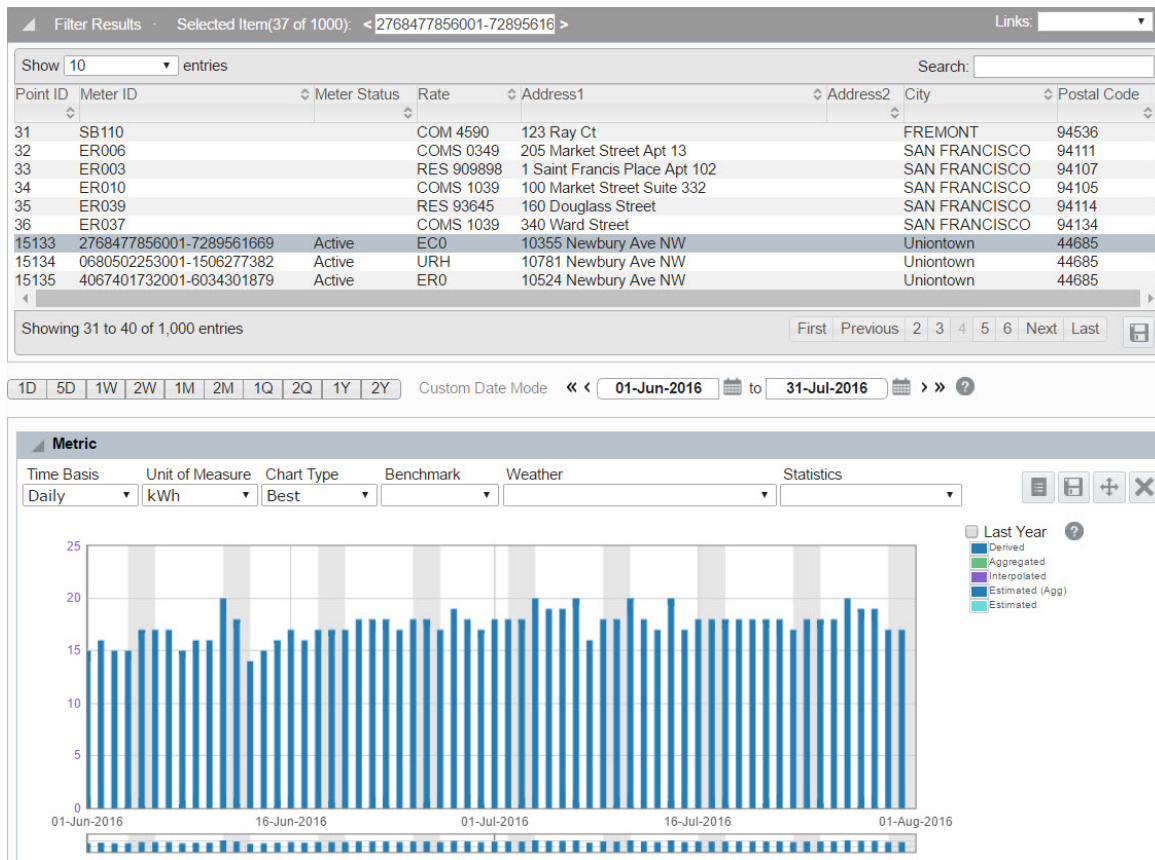 Filter Results - Selected Item(37 of 1000): < 2768477856001-72895616 > Links:
Show 10 entries Search:
Point ID Meter ID Meter Status Rate Address1 Address2 City Postal Code
31 SB110 COM 4590 123 Ray Ct FREMONT 94536
32 ER006 COMS 0349 205 Market Street Apt 13 SAN FRANCISCO 94111
33 ER003 RES 909898 1 Saint Francis Place Apt 102 SAN FRANCISCO 94107
34 ER010 COMS 1039 100 Market Street Suite 332 SAN FRANCISCO 94105
35 ER039 RES 93645 160 Douglass Street SAN FRANCISCO 94114
36 ER037 COMS 1039 340 Ward Street SAN FRANCISCO 94134
15133 2768477856001-7289561669 Active EC0 10355 Newbury Ave NW Uniontown 44685
15134 0680502253001-1506277382 Active URH 10781 Newbury Ave NW Uniontown 44685
15135 4067401732001-6034301879 Active ER0 10524 Newbury Ave NW Uniontown 44685
Showing 31 to 40 of 1,000 entries First Previous 2 3 4 5 6 Next Last
1D 5D 1W 2W 1M 2M 1Q 2Q 1Y 2Y Custom Date Mode « < 01-Jun-2016 to 31-Jul-2016 > » ?
Metric
Time Basis Unit of Measure Chart Type Benchmark Weather Statistics
Daily kWh Best
Last Year ?
Derived
Aggregated
Interpolated
Estimated (Agg)
Estimated
25
20
15
10
5
0
01-Jun-2016 16-Jun-2016 01-Jul-2016 16-Jul-2016 01-Aug-2016